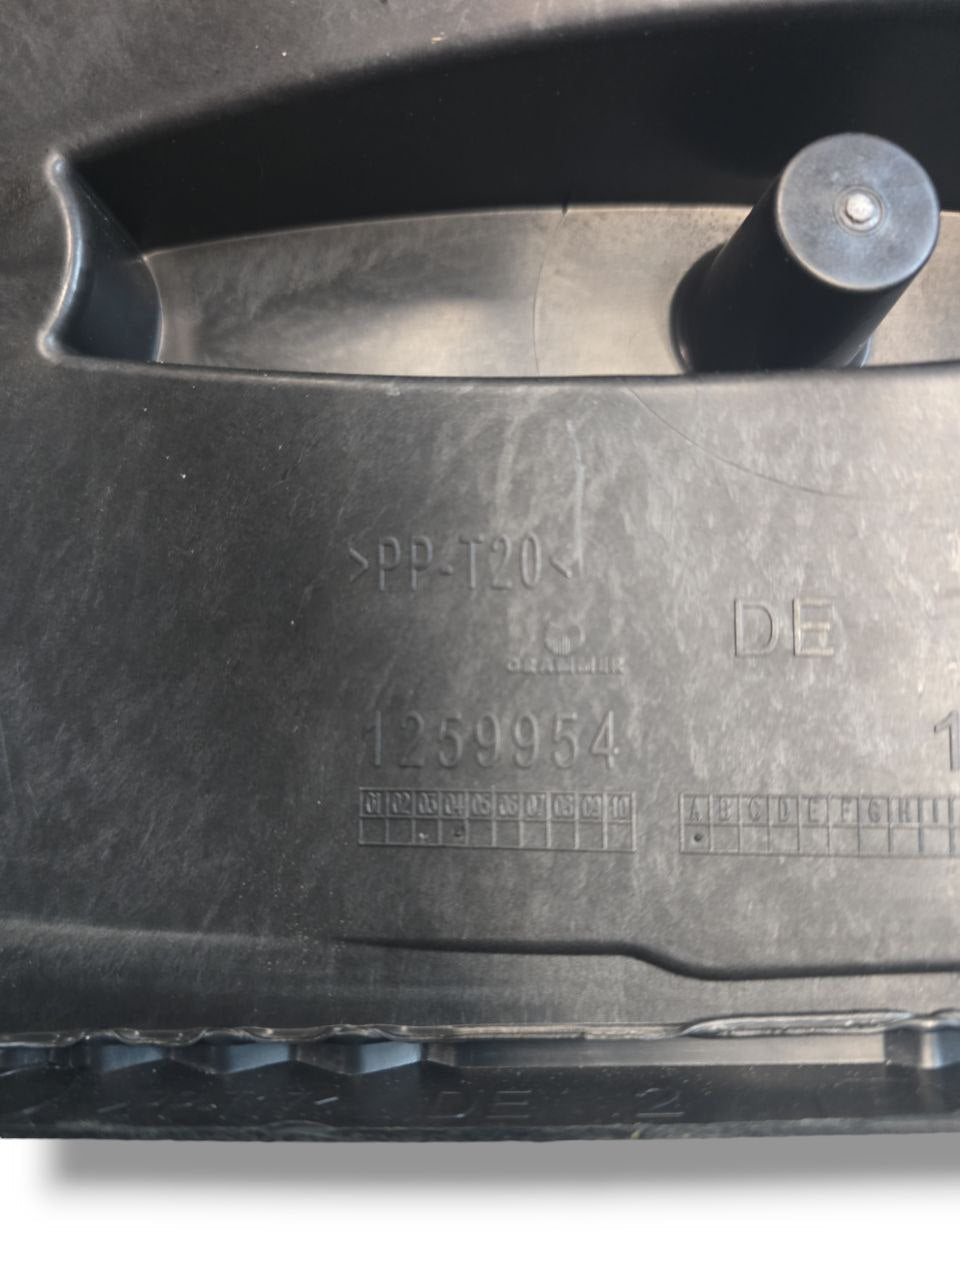 >PP-T20<
DE
GRAMMER
1259954
01 02 03 04 05 06 07 08 09 10
A B C D E F G H I
DE 2